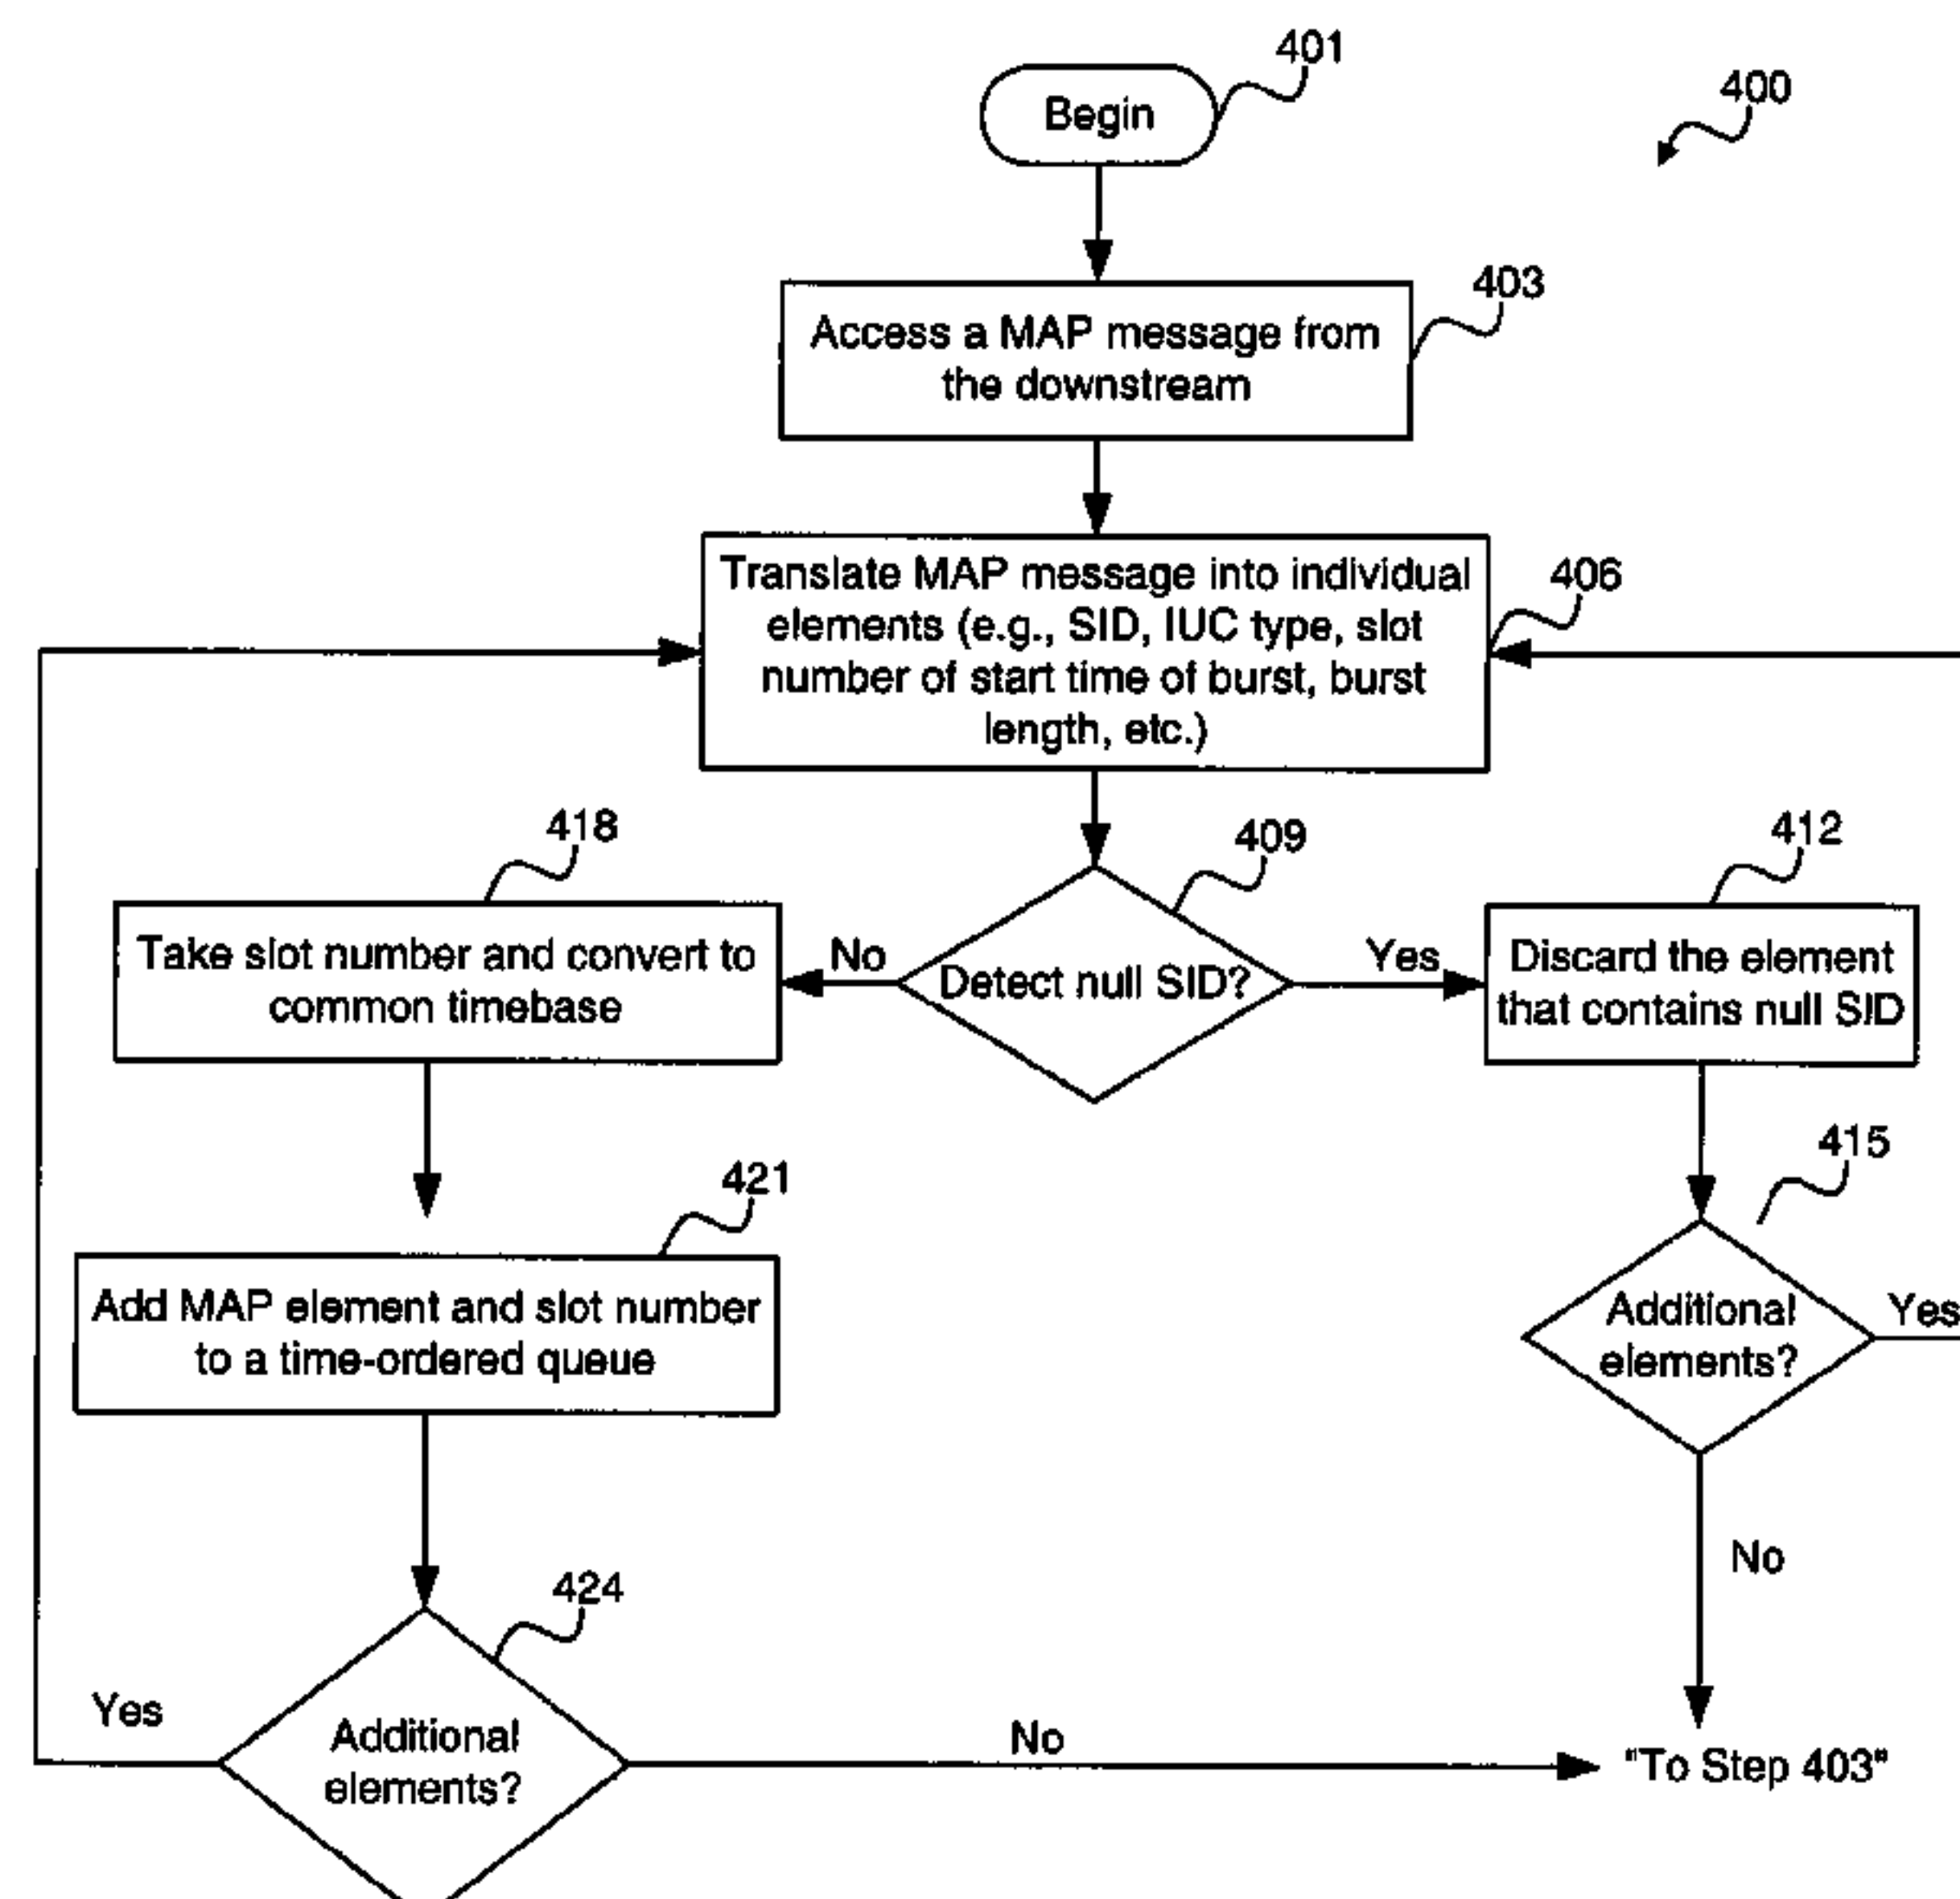 401
Begin
400
403
Access a MAP message from
the downstream
406
Translate MAP message into individual
elements (e.g., SID, IUC type, slot
number of start time of burst, burst
length, etc.)
418
409
412
Take slot number and convert to
common timebase
No
Detect null SID?
Yes
Discard the element
that contains null SID
415
421
Add MAP element and slot number
to a time-ordered queue
Additional
elements?
Yes
No
424
Yes
Additional
elements?
No
"To Step 403"